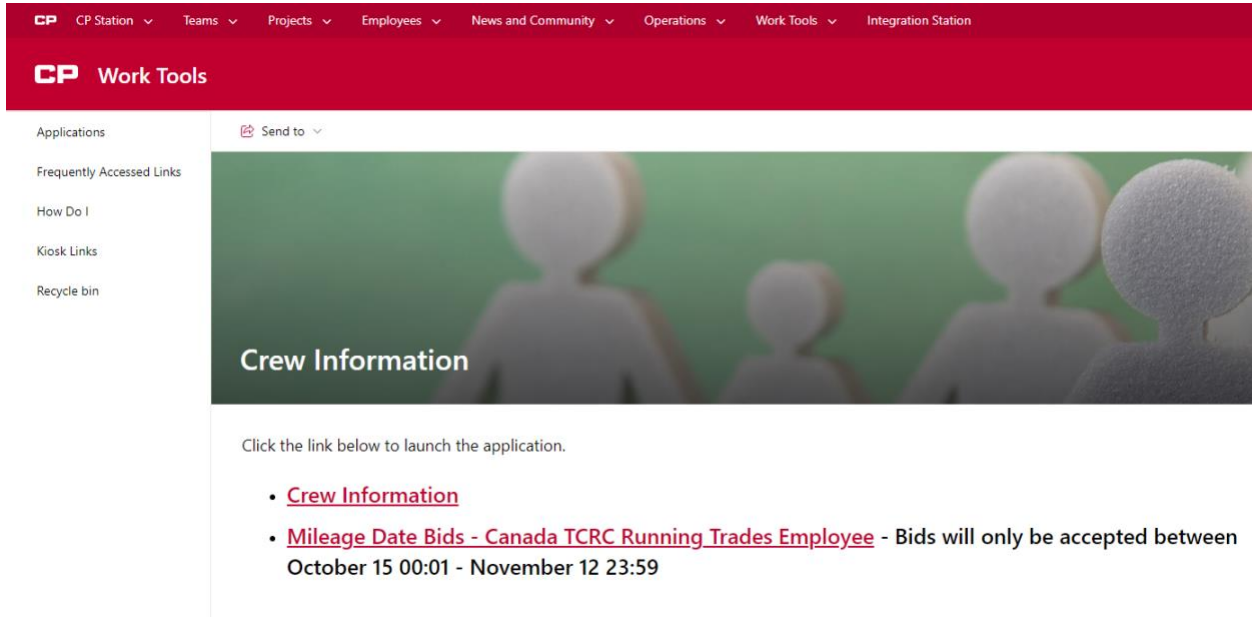 CP CP Station Teams Projects Employees News and Community Operations Work Tools Integration Station
CP Work Tools
Applications
Frequently Accessed Links
How Do I
Kiosk Links
Recycle bin
Send to
Crew Information
Click the link below to launch the application.
• Crew Information
• Mileage Date Bids - Canada TCRC Running Trades Employee - Bids will only be accepted between
October 15 00:01 - November 12 23:59